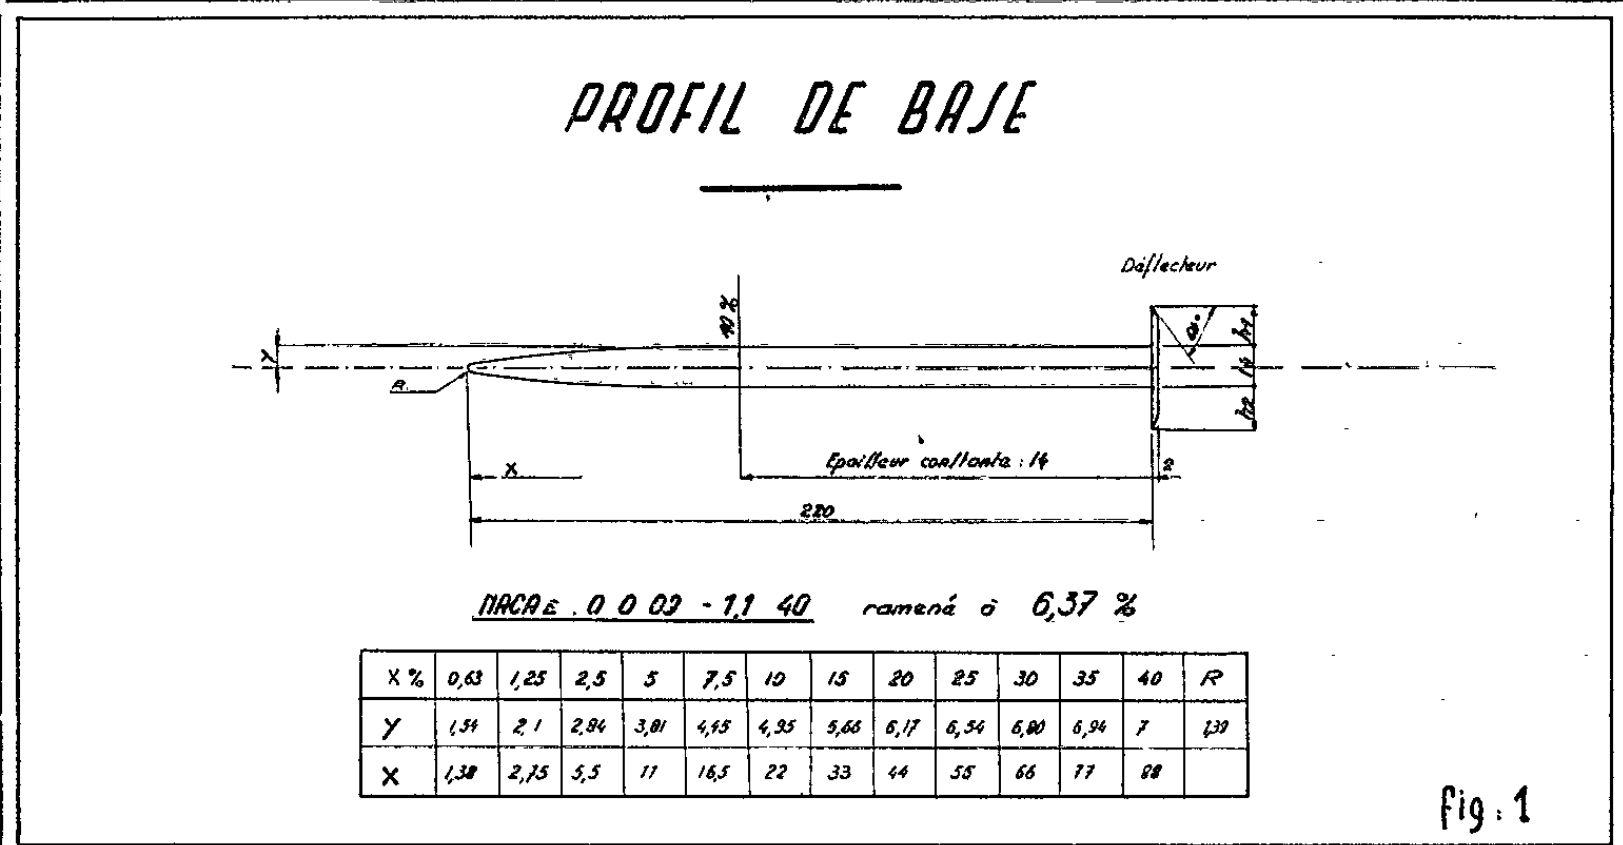 PROFIL DE BASE
Déflecteur
40 %
α.
h1
Y
14
R.
h2
X
Epaisseur constante : 14
2
220
NACA E . 0 0 09 - 1,1 40 ramené à 6,37 %
X % 0,63 1,25 2,5 5 7,5 10 15 20 25 30 35 40 R
Y 1,54 2,1 2,84 3,81 4,45 4,95 5,66 6,17 6,54 6,80 6,94 7 1,39
X 1,38 2,75 5,5 11 16,5 22 33 44 55 66 77 88
fig : 1